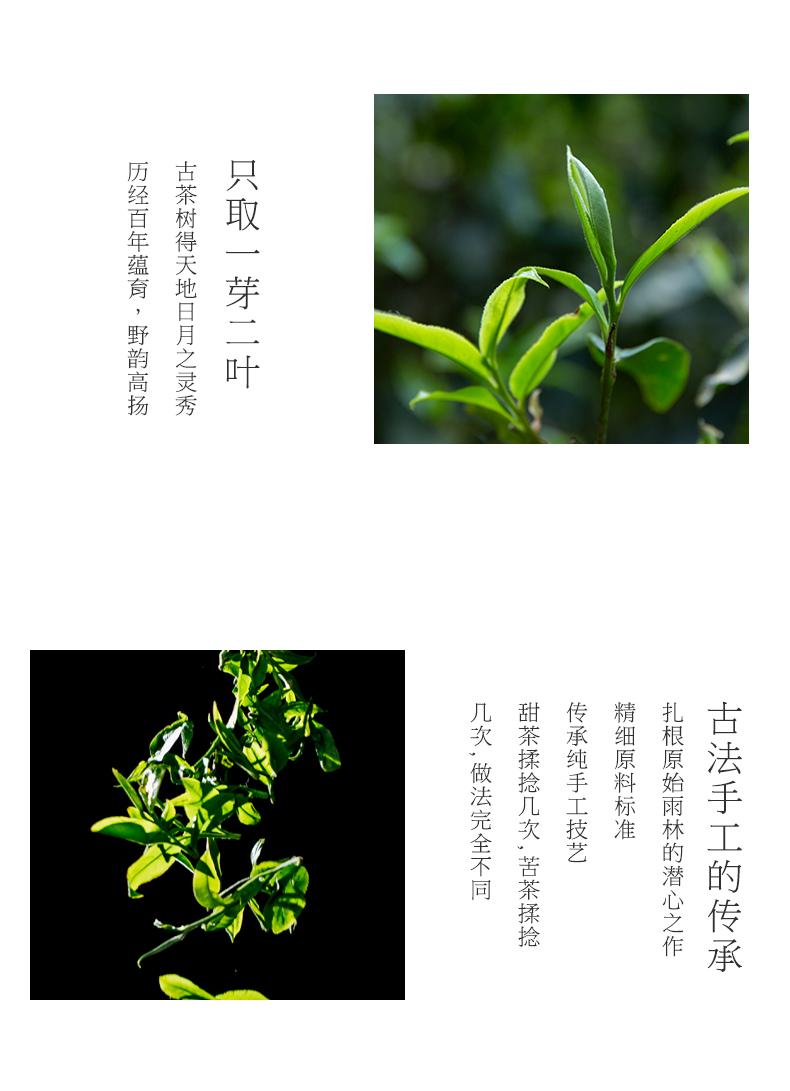 只取一芽二叶
古茶树得天地日月之灵秀
历经百年蕴育，野韵高扬
古法手工的传承
扎根原始雨林的潜心之作
精细原料标准
传承纯手工技艺
甜茶揉捻几次，苦茶揉捻
几次，做法完全不同